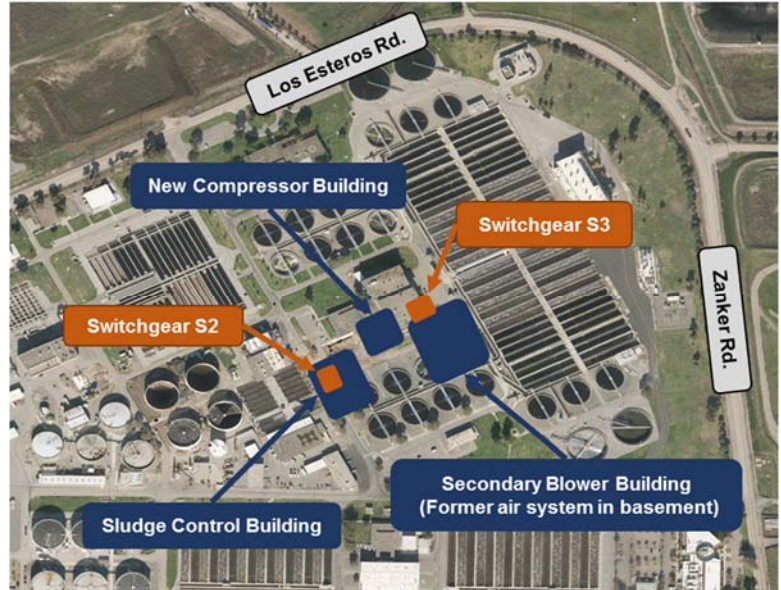 Los Esteros Rd.
New Compressor Building
Switchgear S3
Zanker Rd.
Switchgear S2
Secondary Blower Building
(Former air system in basement)
Sludge Control Building